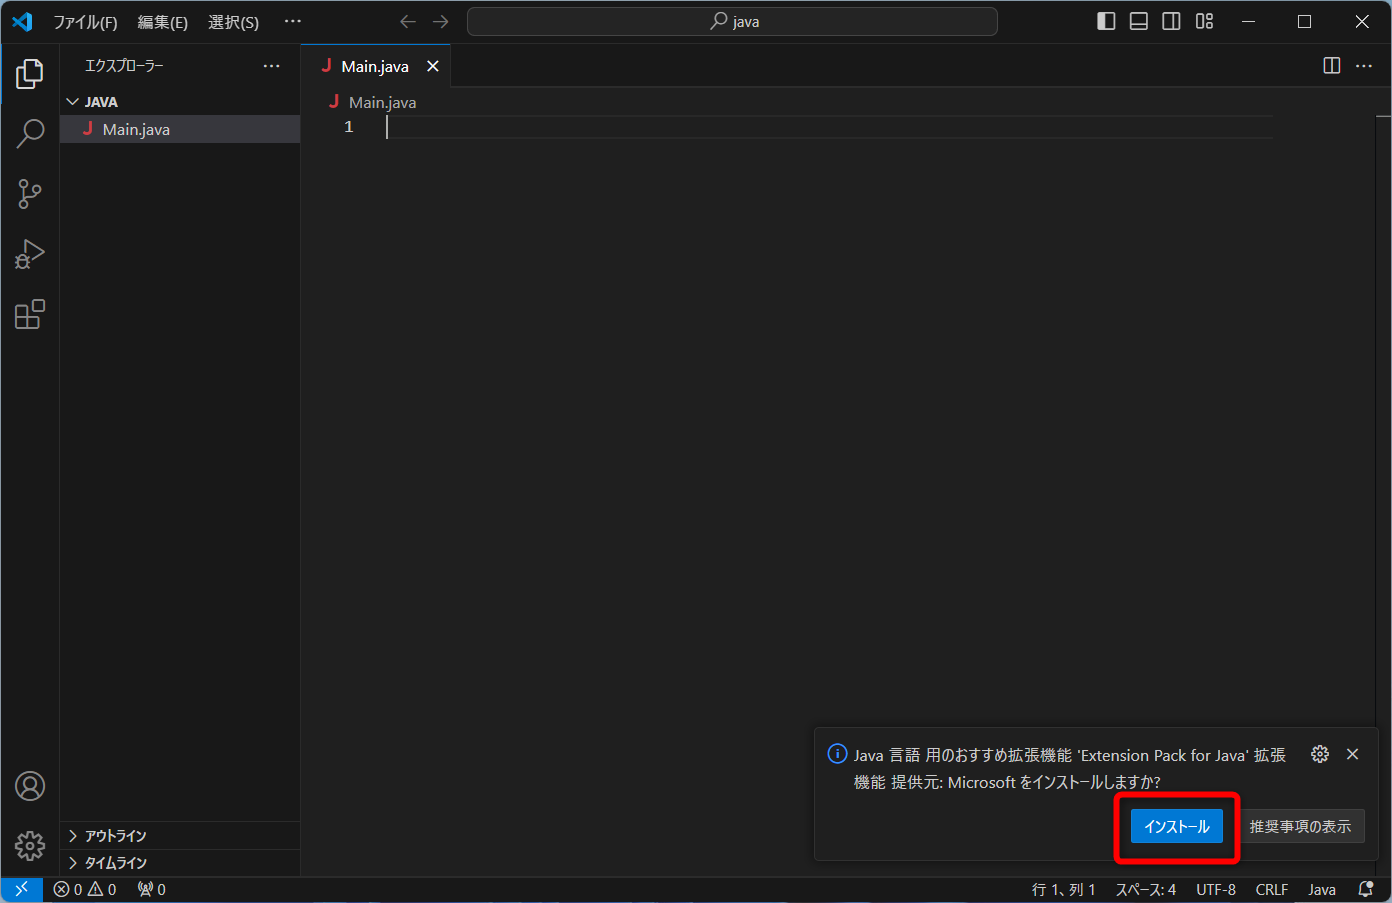 ファイル(F) 編集(E) 選択(S) ··· java
エクスプローラー ···
JAVA
J Main.java
J Main.java
J Main.java
1
Java 言語 用のおすすめ拡張機能 'Extension Pack for Java' 拡張
機能 提供元: Microsoft をインストールしますか?
インストール 推奨事項の表示
アウトライン
タイムライン
0 0 0 行 1、列 1 スペース: 4 UTF-8 CRLF Java